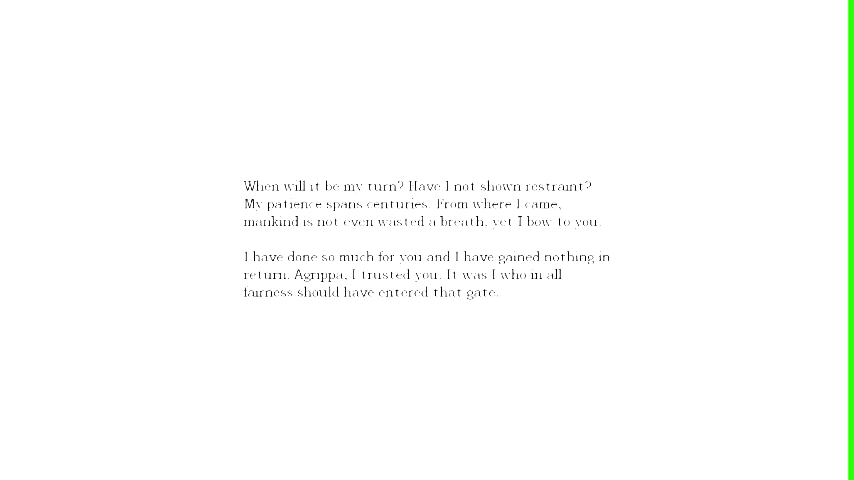 When will it be my turn? Have I not shown restraint?
My patience spans centuries. From where I came,
mankind is not even wasted a breath, yet I bow to you.
I have done so much for you and I have gained nothing in
return. Agrippa, I trusted you. It was I who in all
fairness should have entered that gate.